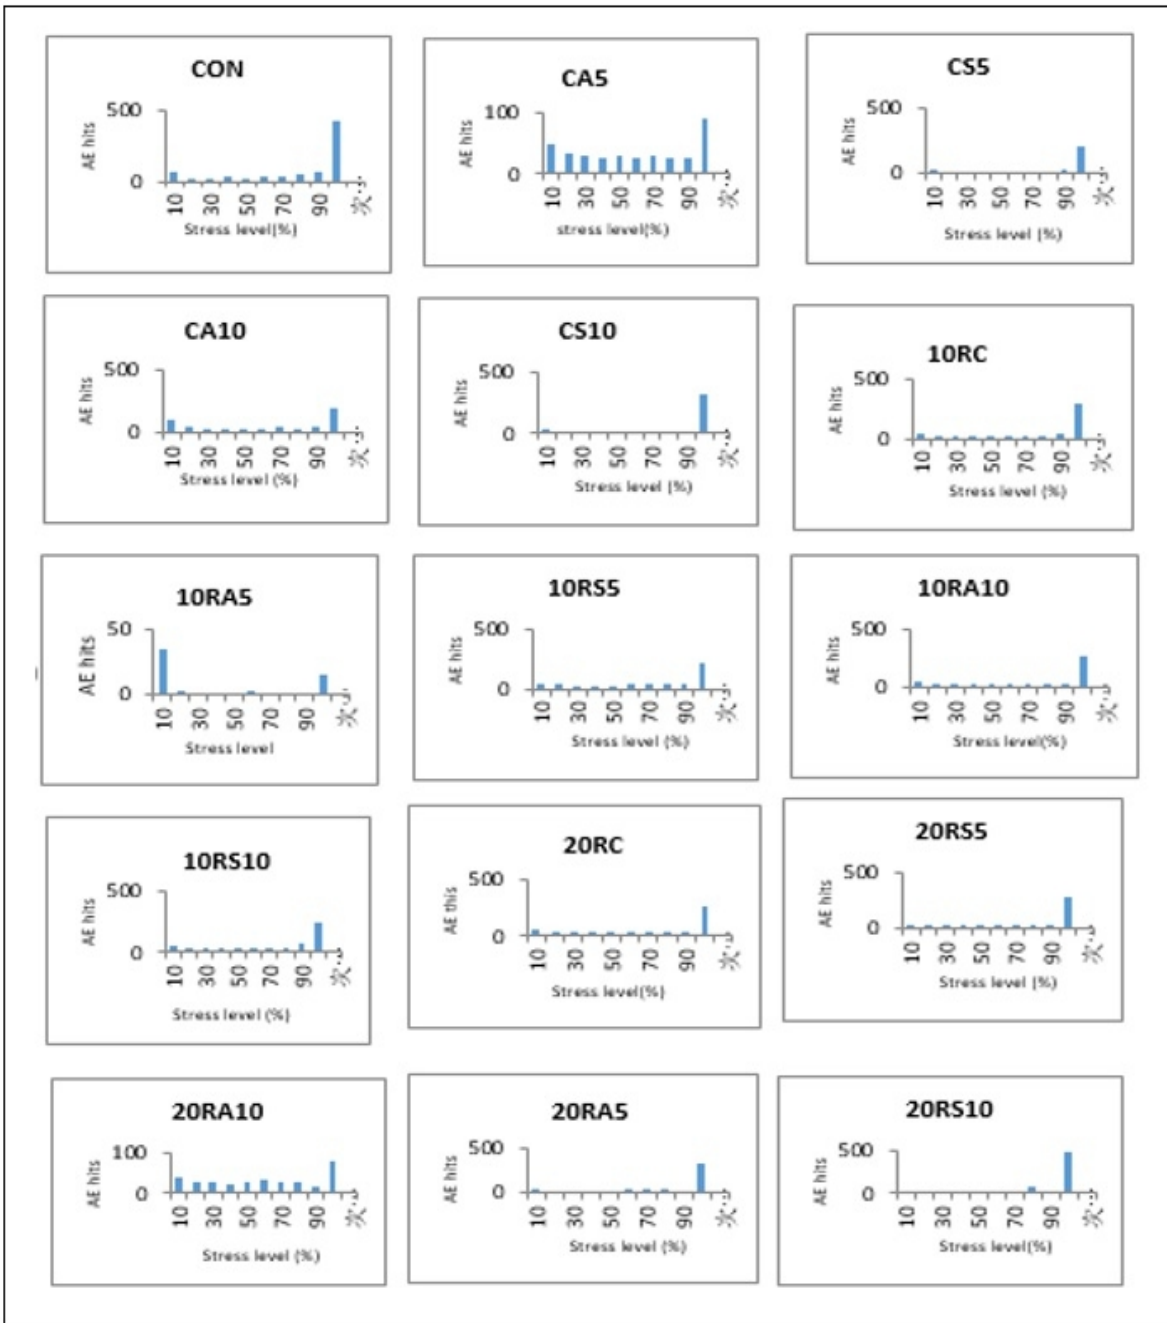 CON
500
0
AE hits
10
30
50
70
90
次…
Stress level(%)
CA5
100
0
AE hits
10
30
50
70
90
次…
stress level(%)
CS5
500
0
AE hits
10
30
50
70
90
次…
Stress level (%)
CA10
500
0
AE hits
10
30
50
70
90
次…
Stress level (%)
CS10
500
0
AE hits
10
30
50
70
90
次…
Stress level (%)
10RC
500
0
AE hits
10
30
50
70
90
次…
Stress level (%)
10RA5
50
0
AE hits
10
30
50
70
90
次…
Stress level
10RS5
500
0
AE hits
10
30
50
70
90
次…
Stress level (%)
10RA10
500
0
AE hits
10
30
50
70
90
次…
Stress level(%)
10RS10
500
0
AE hits
10
30
50
70
90
次…
Stress level (%)
20RC
500
0
AE this
10
30
50
70
90
次…
Stress level(%)
20RS5
500
0
AE hits
10
30
50
70
90
次…
Stress level (%)
20RA10
100
0
AE hits
10
30
50
70
90
次…
Stress level (%)
20RA5
500
0
AE hits
10
30
50
70
90
次…
Stress level (%)
20RS10
500
0
AE hits
10
30
50
70
90
次…
Stress level(%)